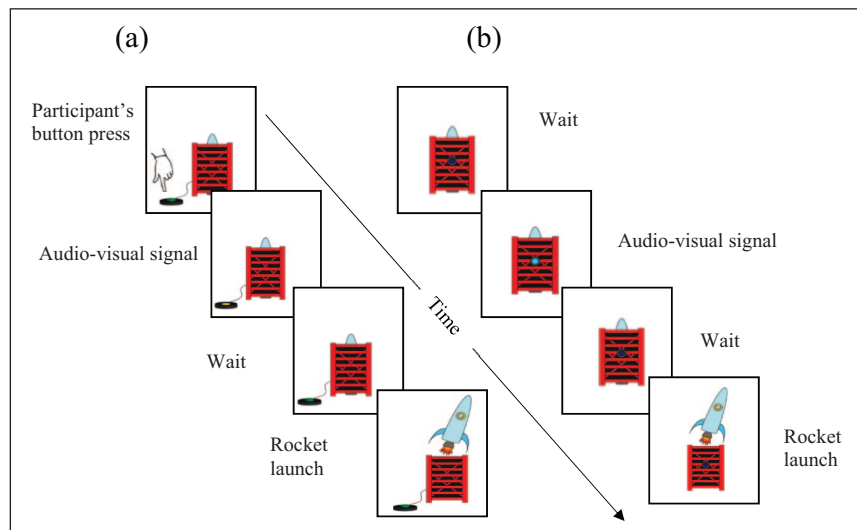 (a)
(b)
Participant's
button press
Wait
Audio-visual signal
Audio-visual signal
Time
Wait
Wait
Rocket
launch
Rocket
launch